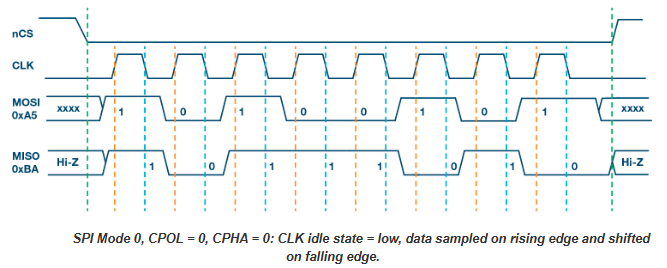 nCS
CLK
MOSI
0xA5
xxxx 1 0 1 0 0 1 0 1 xxxx
MISO
0xBA
Hi-Z 1 0 1 1 1 0 1 0 Hi-Z
SPI Mode 0, CPOL = 0, CPHA = 0: CLK idle state = low, data sampled on rising edge and shifted
on falling edge.